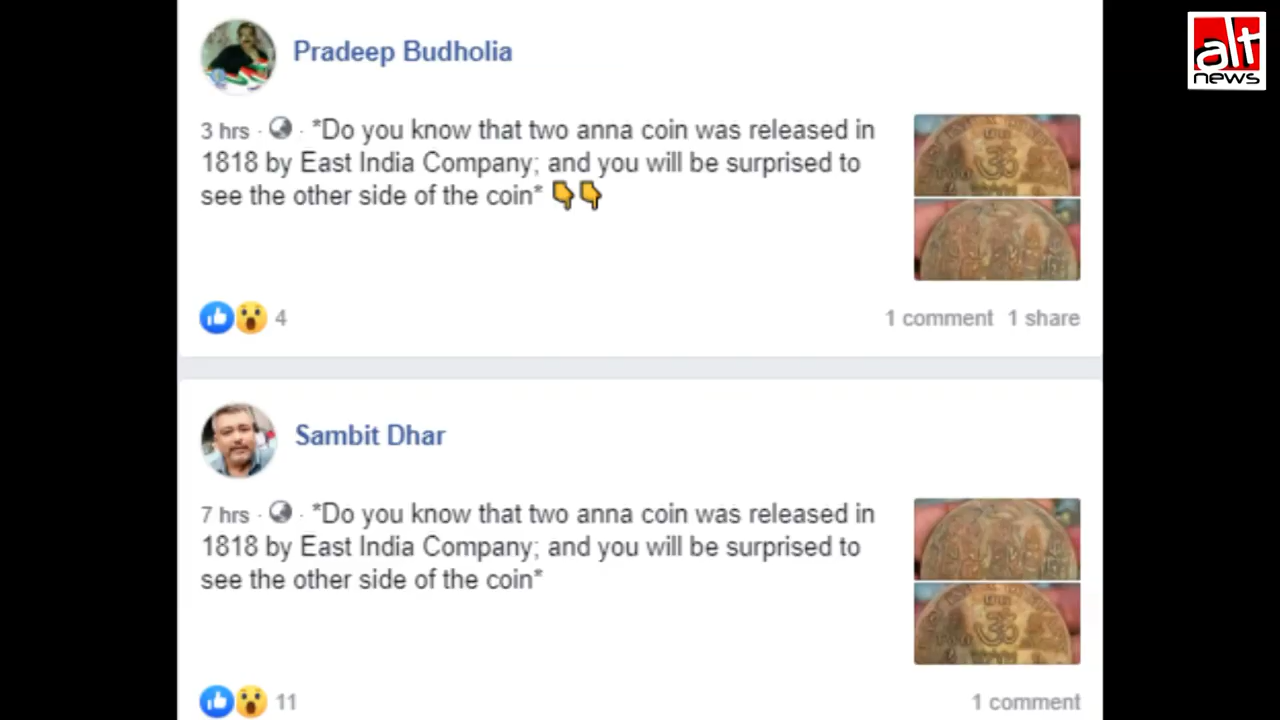 alt
news
Pradeep Budholia
3 hrs · · *Do you know that two anna coin was released in
1818 by East India Company; and you will be surprised to
see the other side of the coin* 👇👇
4
1 comment 1 share
Sambit Dhar
7 hrs · · *Do you know that two anna coin was released in
1818 by East India Company; and you will be surprised to
see the other side of the coin*
11
1 comment